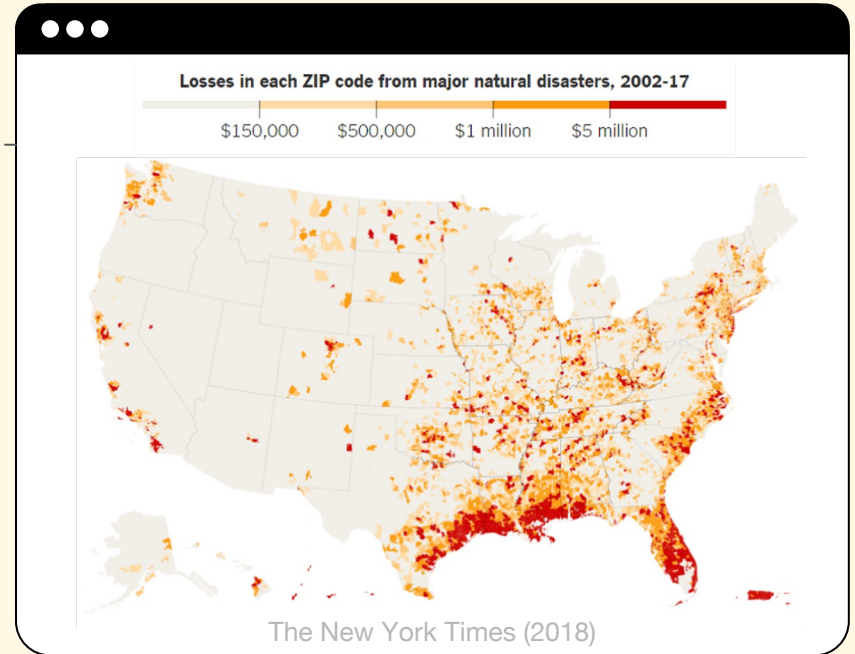 Losses in each ZIP code from major natural disasters, 2002-17
$150,000 $500,000 $1 million $5 million
The New York Times (2018)